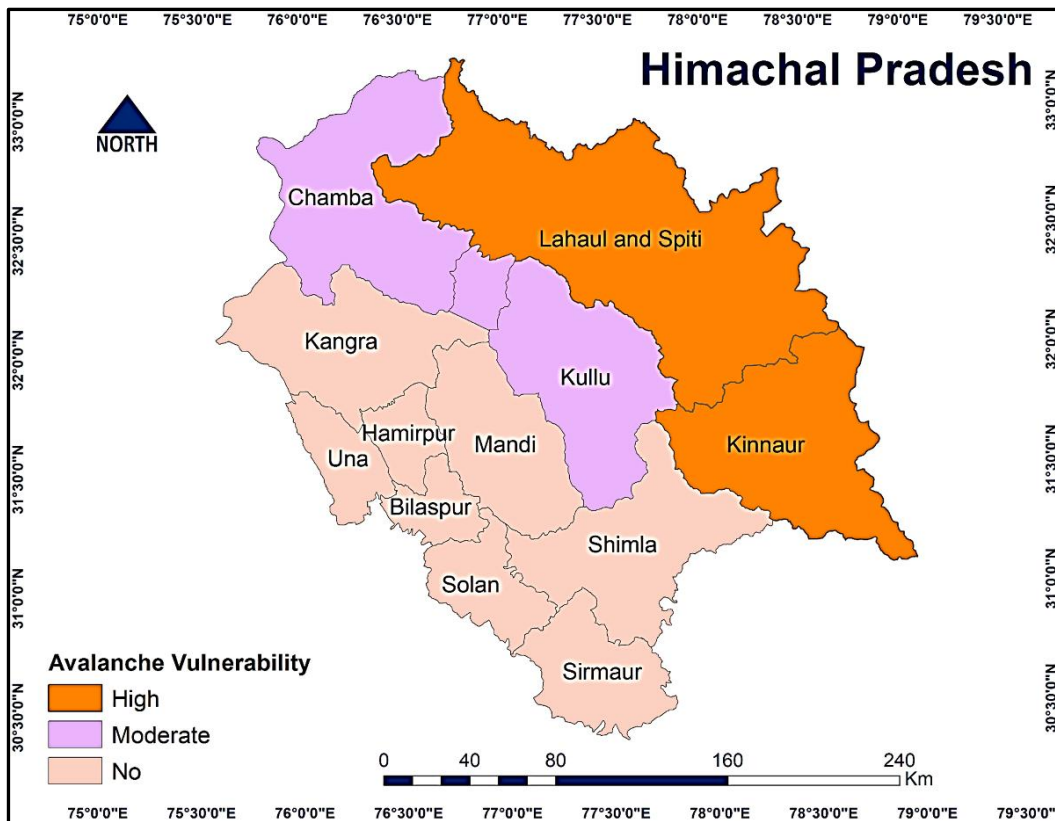 75°0'0"E 75°30'0"E 76°0'0"E 76°30'0"E 77°0'0"E 77°30'0"E 78°0'0"E 78°30'0"E 79°0'0"E 79°30'0"E
Himachal Pradesh
NORTH
33°0'0"N
33°0'0"N
32°30'0"N
32°30'0"N
32°0'0"N
32°0'0"N
31°30'0"N
31°30'0"N
31°0'0"N
31°0'0"N
30°30'0"N
30°30'0"N
Chamba
Lahaul and Spiti
Kangra
Kullu
Hamirpur
Mandi
Kinnaur
Una
Bilaspur
Shimla
Solan
Sirmaur
Avalanche Vulnerability
High
Moderate
No
0 40 80 160 240
Km
75°0'0"E 75°30'0"E 76°0'0"E 76°30'0"E 77°0'0"E 77°30'0"E 78°0'0"E 78°30'0"E 79°0'0"E 79°30'0"E